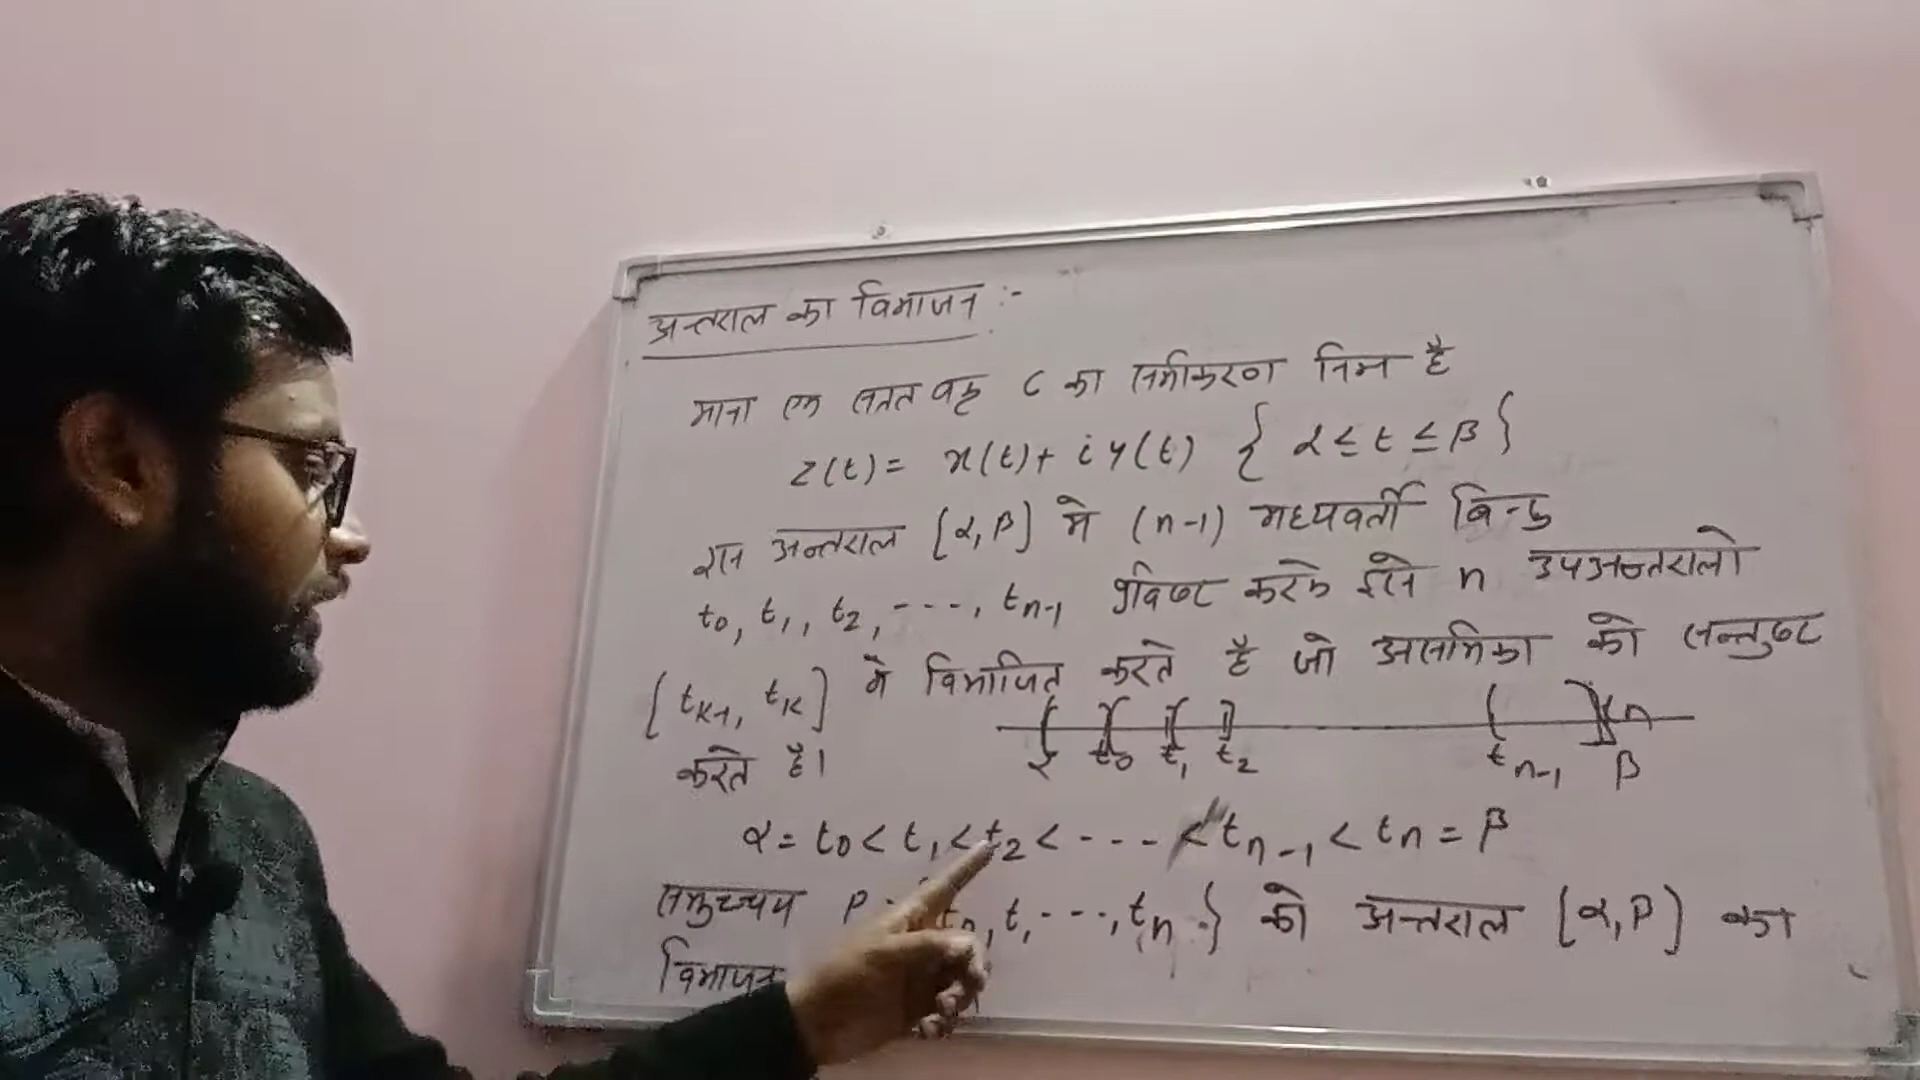 अन्तराल का विभाजन :-
माना एक सतत वक्र C का समीकरण निम्न है
z(t) = x(t) + iy(t) { α ≤ t ≤ β }
इस अन्तराल [α, β] मे (n-1) मध्यवर्ती बिन्दु
t₀, t₁, t₂, ----, tₙ₋₁ प्रविष्ट करके इसे n उपअन्तरालो
[tₖ₋₁, tₖ] मे विभाजित करते है जो असमिका को सन्तुष्ट
करते है।
t₀ t₁ t₂ tₙ₋₁ β
α = t₀ < t₁ < t₂ < ---- < tₙ₋₁ < tₙ = β
समुच्चय P t₁ ---, tₙ } को अन्तराल [α, β] का
विभाजन